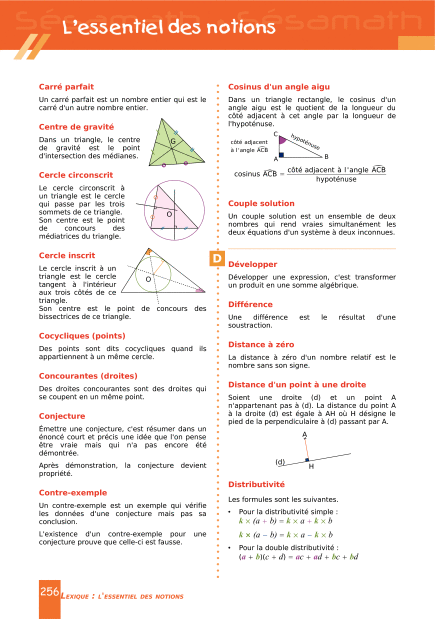 Sésamath Sésamath
L'essentiel des notions
Carré parfait
Un carré parfait est un nombre entier qui est le
carré d'un autre nombre entier.
Centre de gravité
Dans un triangle, le centre
de gravité est le point
d'intersection des médianes.
G
Cercle circonscrit
Le cercle circonscrit à
un triangle est le cercle
qui passe par les trois
sommets de ce triangle.
Son centre est le point
de concours des
médiatrices du triangle.
O
Cercle inscrit
Le cercle inscrit à un
triangle est le cercle
tangent à l'intérieur
aux trois côtés de ce
triangle.
Son centre est le point de concours des
bissectrices de ce triangle.
O
Cocycliques (points)
Des points sont dits cocycliques quand ils
appartiennent à un même cercle.
Concourantes (droites)
Des droites concourantes sont des droites qui
se coupent en un même point.
Conjecture
Émettre une conjecture, c'est résumer dans un
énoncé court et précis une idée que l'on pense
être vraie mais qui n'a pas encore été
démontrée.
Après démonstration, la conjecture devient
propriété.
Contre-exemple
Un contre-exemple est un exemple qui vérifie
les données d'une conjecture mais pas sa
conclusion.
L'existence d'un contre-exemple pour une
conjecture prouve que celle-ci est fausse.
Cosinus d'un angle aigu
Dans un triangle rectangle, le cosinus d'un
angle aigu est le quotient de la longueur du
côté adjacent à cet angle par la longueur de
l'hypoténuse.
C
hypoténuse
côté adjacent
à l'angle ACB
A
B
cosinus ACB = côté adjacent à l'angle ACB
hypoténuse
Couple solution
Un couple solution est un ensemble de deux
nombres qui rend vraies simultanément les
deux équations d'un système à deux inconnues.
D
Développer
Développer une expression, c'est transformer
un produit en une somme algébrique.
Différence
Une différence est le résultat d'une
soustraction.
Distance à zéro
La distance à zéro d'un nombre relatif est le
nombre sans son signe.
Distance d'un point à une droite
Soient une droite (d) et un point A
n'appartenant pas à (d). La distance du point A
à la droite (d) est égale à AH où H désigne le
pied de la perpendiculaire à (d) passant par A.
A
(d)
H
Distributivité
Les formules sont les suivantes.
• Pour la distributivité simple :
k × (a + b) = k × a + k × b
k × (a − b) = k × a − k × b
• Pour la double distributivité :
(a + b)(c + d) = ac + ad + bc + bd
256 Lexique : l'essentiel des notions